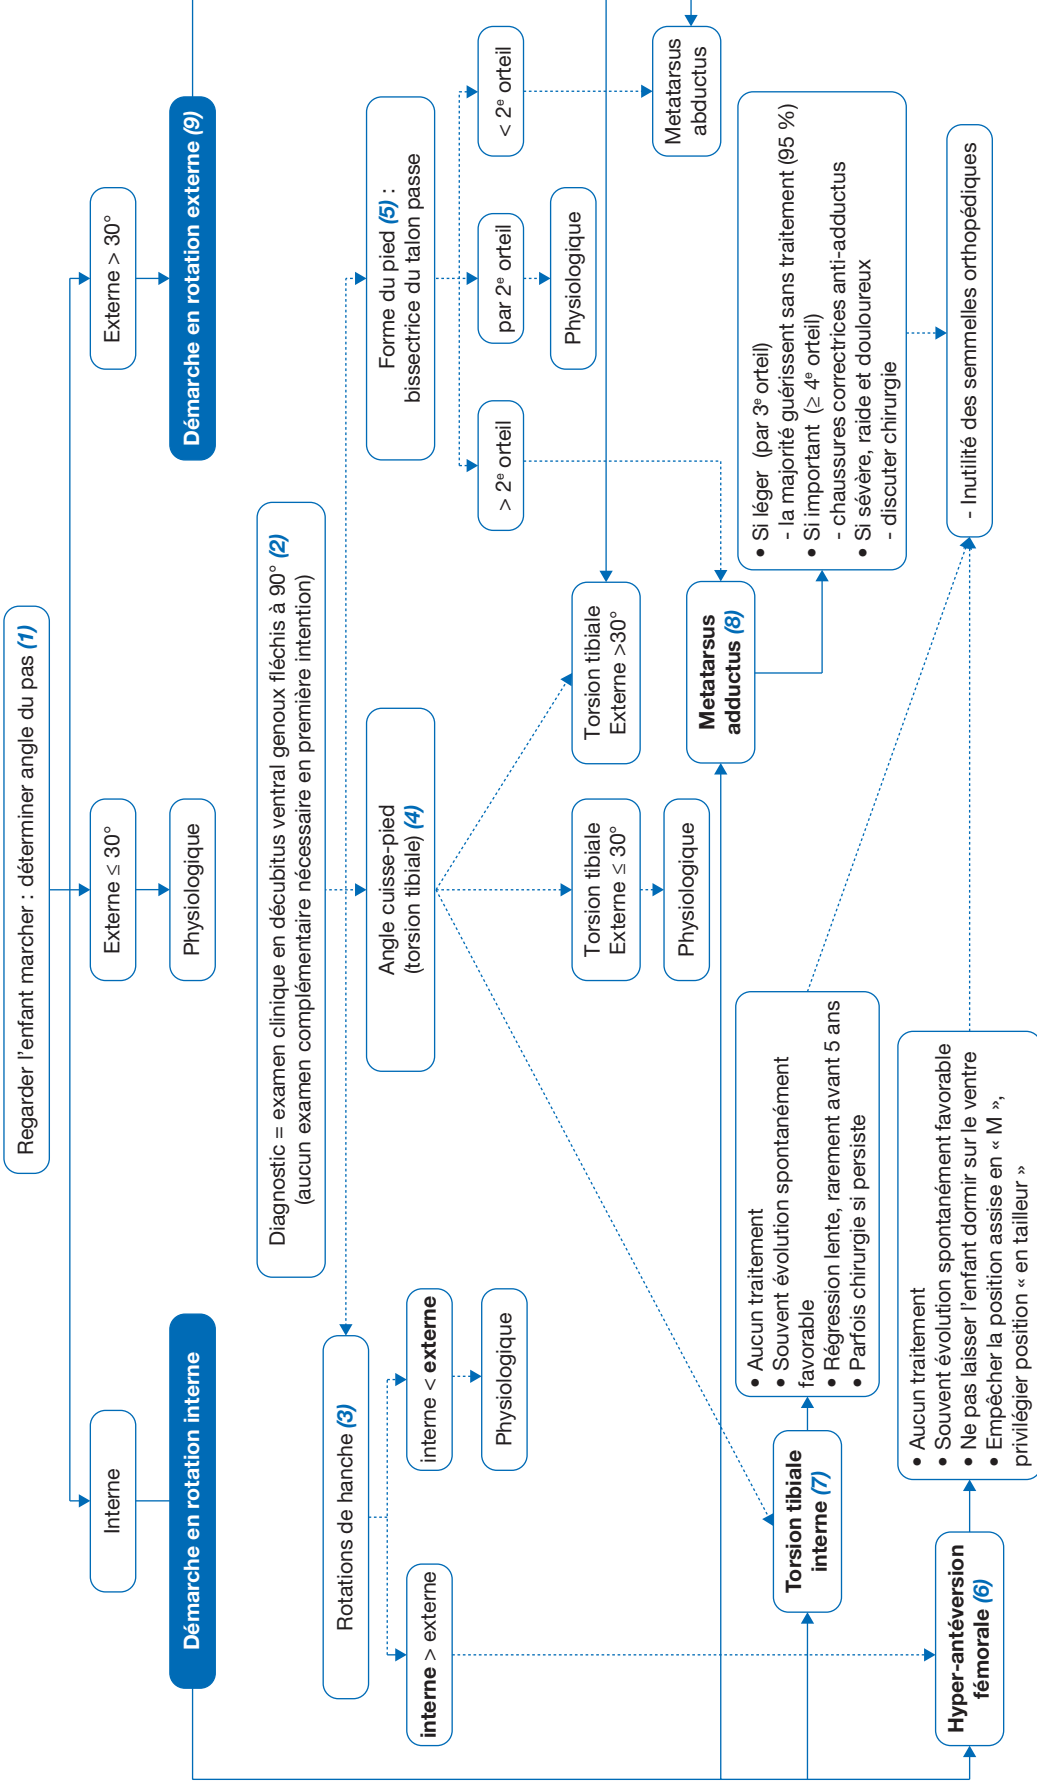 Regarder l'enfant marcher : déterminer angle du pas (1)
Interne
Externe ≤ 30°
Externe > 30°
Démarche en rotation interne
Physiologique
Démarche en rotation externe (9)
Diagnostic = examen clinique en décubitus ventral genoux fléchis à 90° (2)
(aucun examen complémentaire nécessaire en première intention)
Rotations de hanche (3)
Angle cuisse-pied
(torsion tibiale) (4)
Forme du pied (5) :
bissectrice du talon passe
interne > externe
interne < externe
> 2e orteil
par 2e orteil
< 2e orteil
Physiologique
Physiologique
Torsion tibiale
Externe ≤ 30°
Torsion tibiale
Externe >30°
Physiologique
Metatarsus
abductus
Metatarsus
adductus (8)
• Si léger (par 3e orteil)
- la majorité guérissent sans traitement (95 %)
• Si important (≥ 4e orteil)
- chaussures correctrices anti-adductus
• Si sévère, raide et douloureux
- discuter chirurgie
Torsion tibiale
interne (7)
• Aucun traitement
• Souvent évolution spontanément
favorable
• Régression lente, rarement avant 5 ans
• Parfois chirurgie si persiste
Hyper-antéversion
fémorale (6)
• Aucun traitement
• Souvent évolution spontanément favorable
• Ne pas laisser l'enfant dormir sur le ventre
• Empêcher la position assise en « M »,
privilégier position « en tailleur »
- Inutilité des semmelles orthopédiques